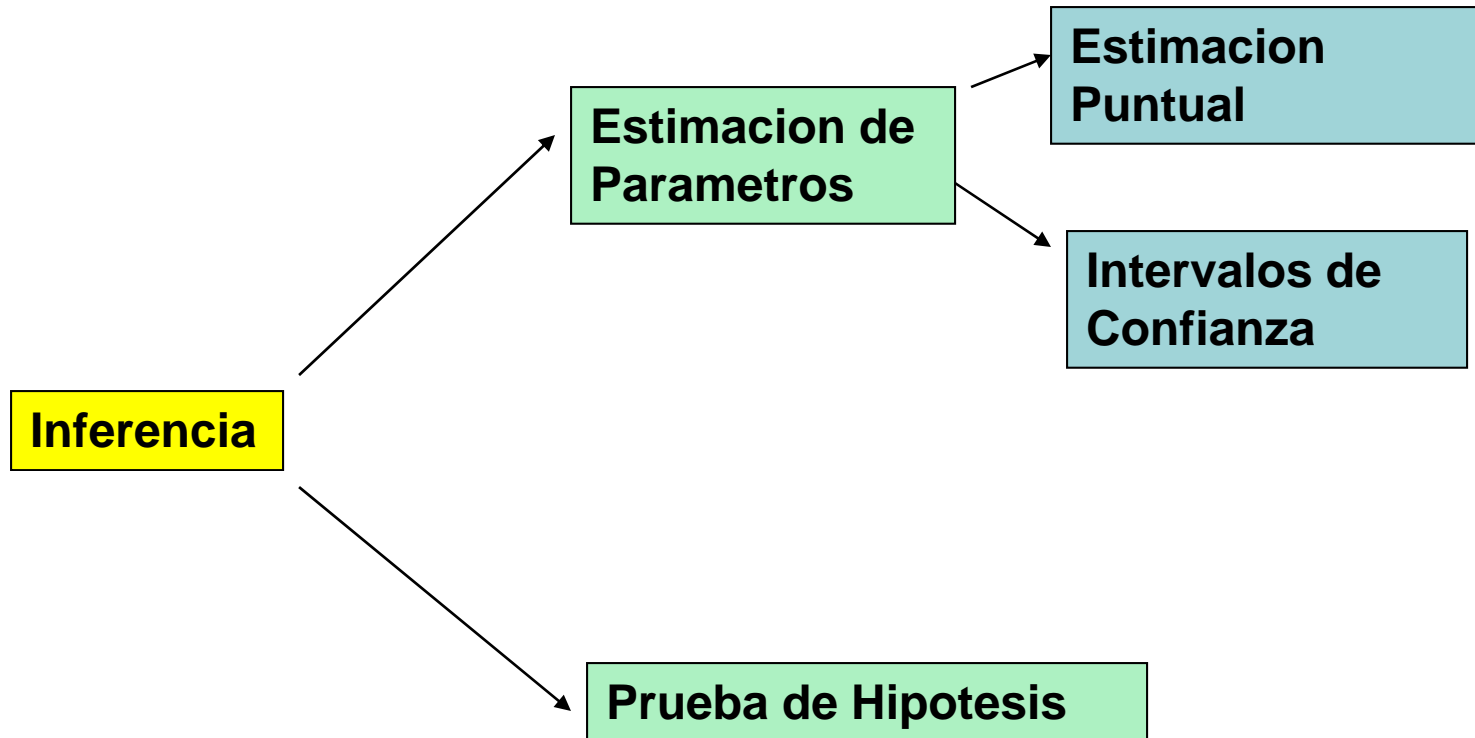 Estimacion
Puntual
Estimacion de
Parametros
Intervalos de
Confianza
Inferencia
Prueba de Hipotesis